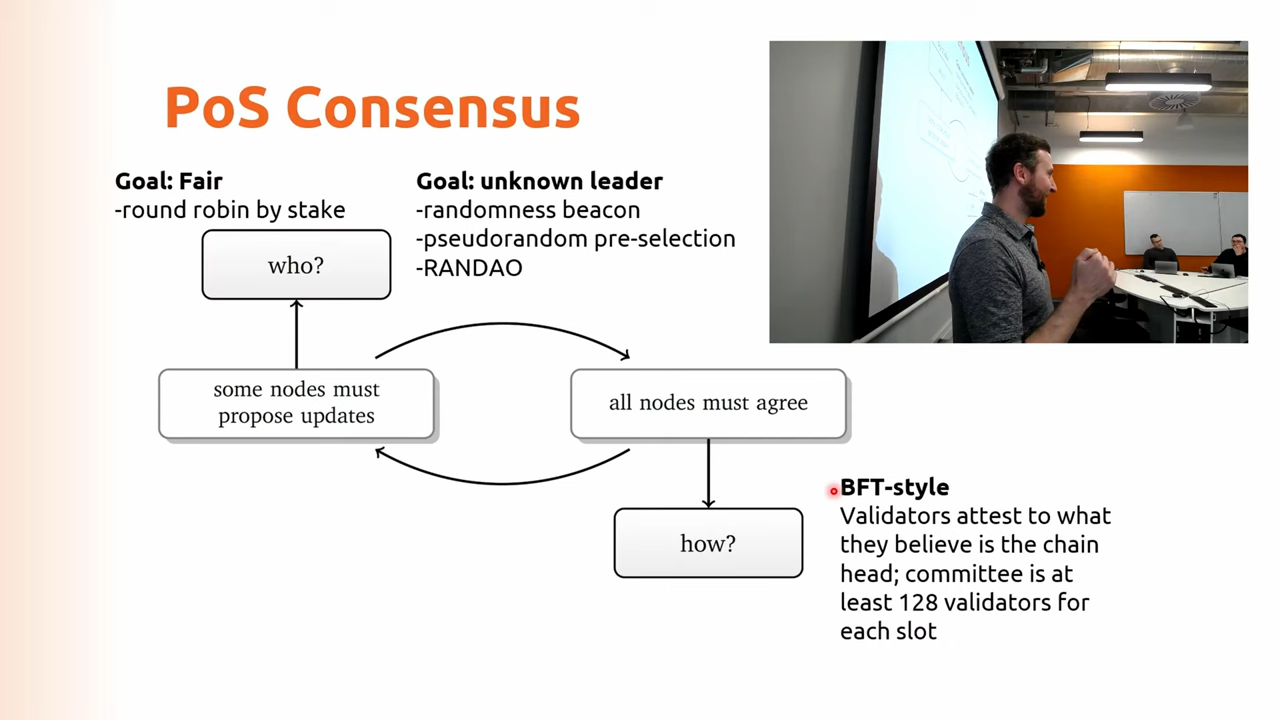 PoS Consensus
Goal: Fair
-round robin by stake
Goal: unknown leader
-randomness beacon
-pseudorandom pre-selection
-RANDAO
who?
some nodes must
propose updates
all nodes must agree
how?
BFT-style
Validators attest to what
they believe is the chain
head; committee is at
least 128 validators for
each slot